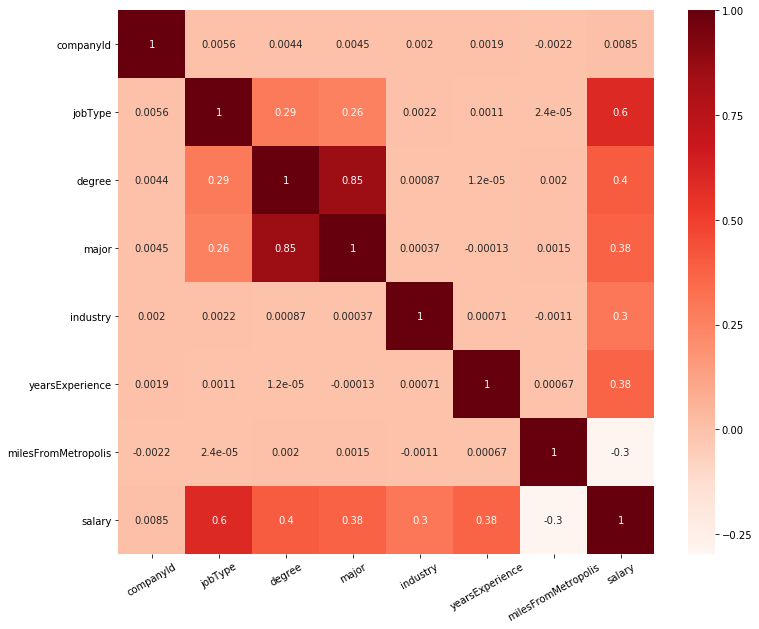 companyId 1 0.0056 0.0044 0.0045 0.002 0.0019 -0.0022 0.0085
jobType 0.0056 1 0.29 0.26 0.0022 0.0011 2.4e-05 0.6
degree 0.0044 0.29 1 0.85 0.00087 1.2e-05 0.002 0.4
major 0.0045 0.26 0.85 1 0.00037 -0.00013 0.0015 0.38
industry 0.002 0.0022 0.00087 0.00037 1 0.00071 -0.0011 0.3
yearsExperience 0.0019 0.0011 1.2e-05 -0.00013 0.00071 1 0.00067 0.38
milesFromMetropolis -0.0022 2.4e-05 0.002 0.0015 -0.0011 0.00067 1 -0.3
salary 0.0085 0.6 0.4 0.38 0.3 0.38 -0.3 1
companyId jobType degree major industry yearsExperience milesFromMetropolis salary
1.00
0.75
0.50
0.25
0.00
−0.25